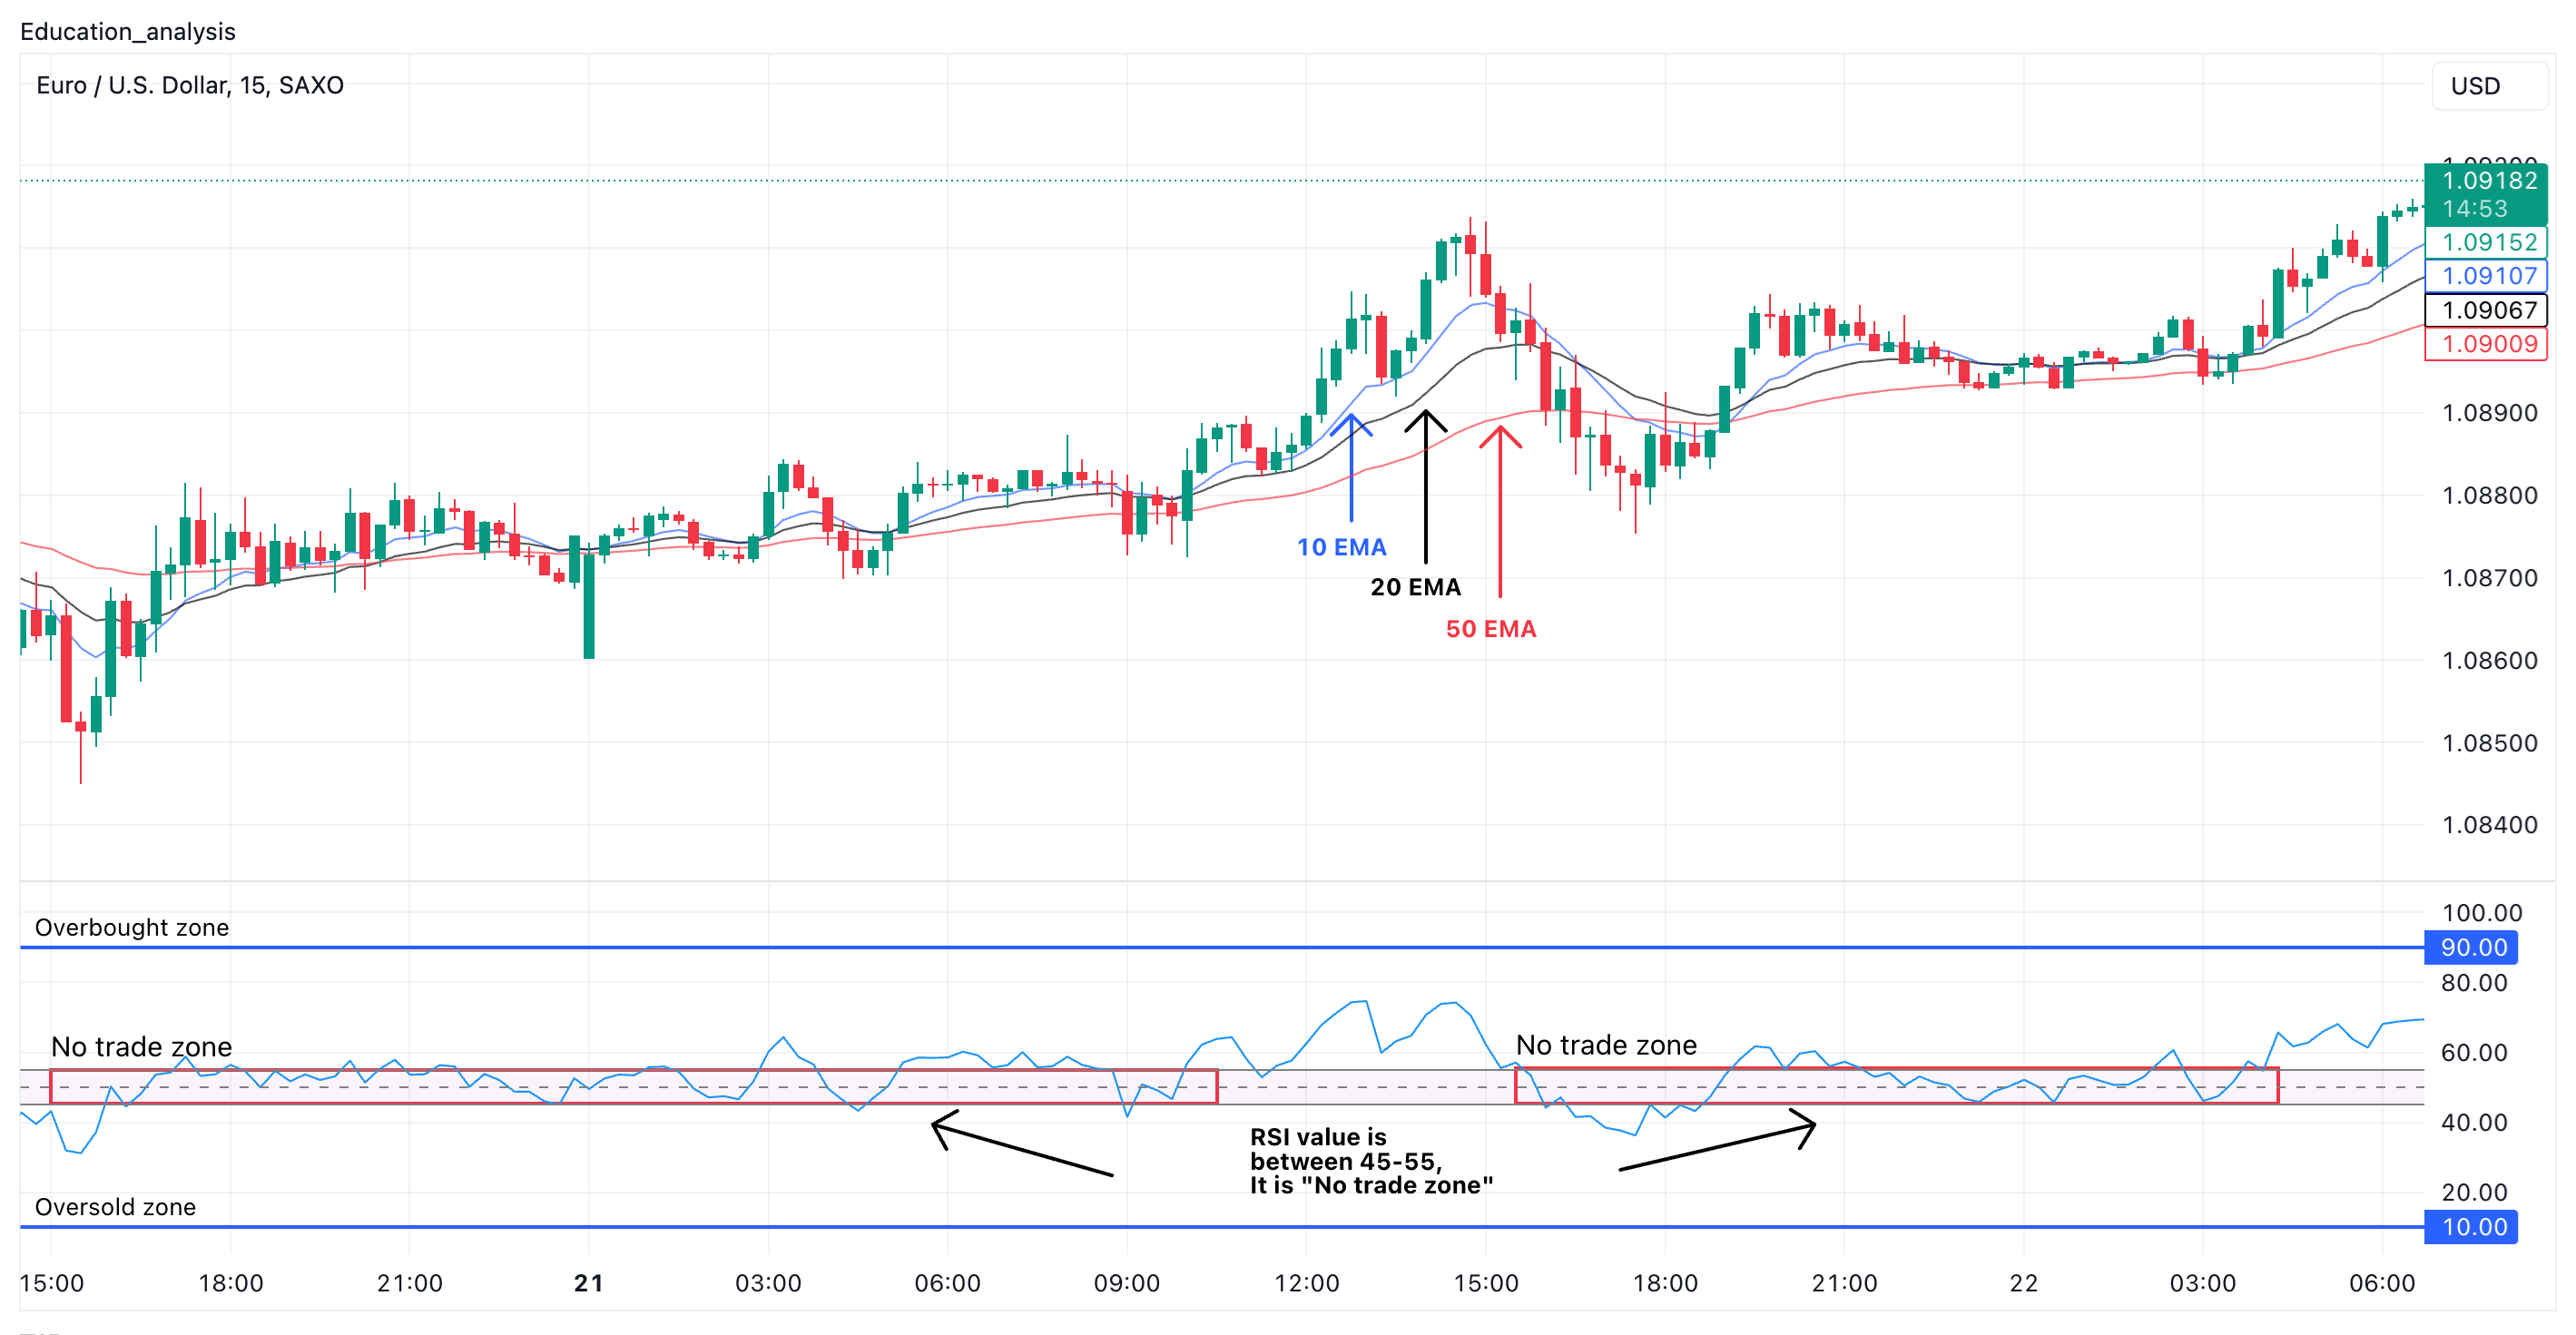 Education_analysis
Euro / U.S. Dollar, 15, SAXO
USD
1.09182
14:53
1.09152
1.09107
1.09067
1.09009
1.08900
1.08800
1.08700
1.08600
1.08500
1.08400
10 EMA
20 EMA
50 EMA
Overbought zone
100.00
90.00
80.00
No trade zone
No trade zone
60.00
40.00
RSI value is
between 45-55,
It is "No trade zone"
20.00
Oversold zone
10.00
15:00 18:00 21:00 21 03:00 06:00 09:00 12:00 15:00 18:00 21:00 22 03:00 06:00